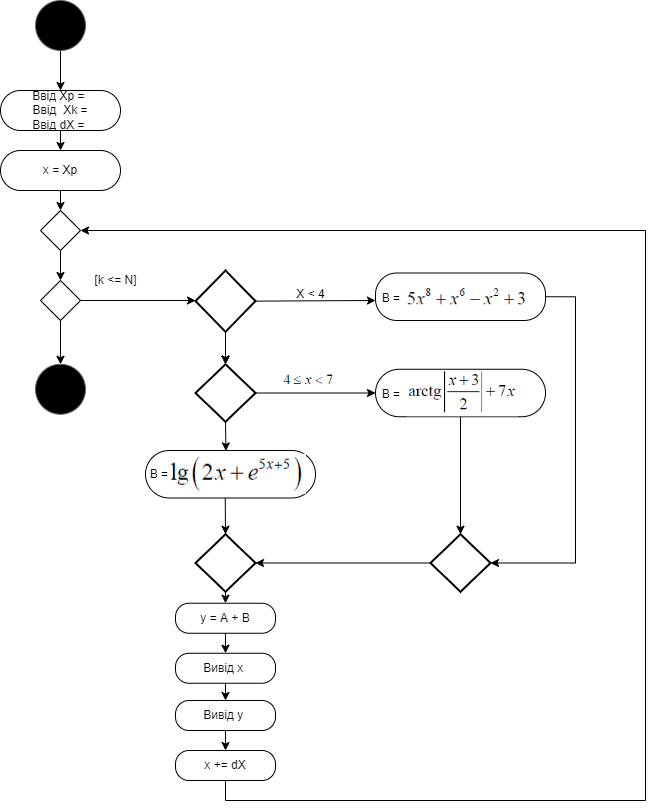 Ввід Xp =
Ввід Xk =
Ввід dX =
x = Xp
[k <= N]
X < 4
B = 5x⁸ + x⁶ − x² + 3
4 ≤ x < 7
B = arctg|(x+3)/2| + 7x
B = lg(2x + e⁵ˣ⁺⁵)
y = A + B
Вивід x
Вивід y
x += dX